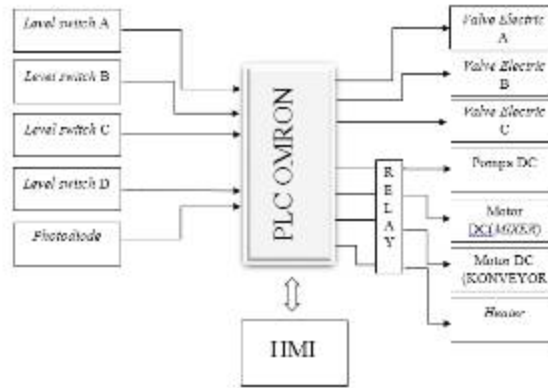 Level switch A
Level switch B
Level switch C
Level switch D
Photodiode
PLC OMRON
HMI
RELAY
Valve Electric
A
Valve Electric
B
Valve Electric
C
Pompa DC
Motor
DC(MIXER)
Motor DC
(KONVEYOR
Heater